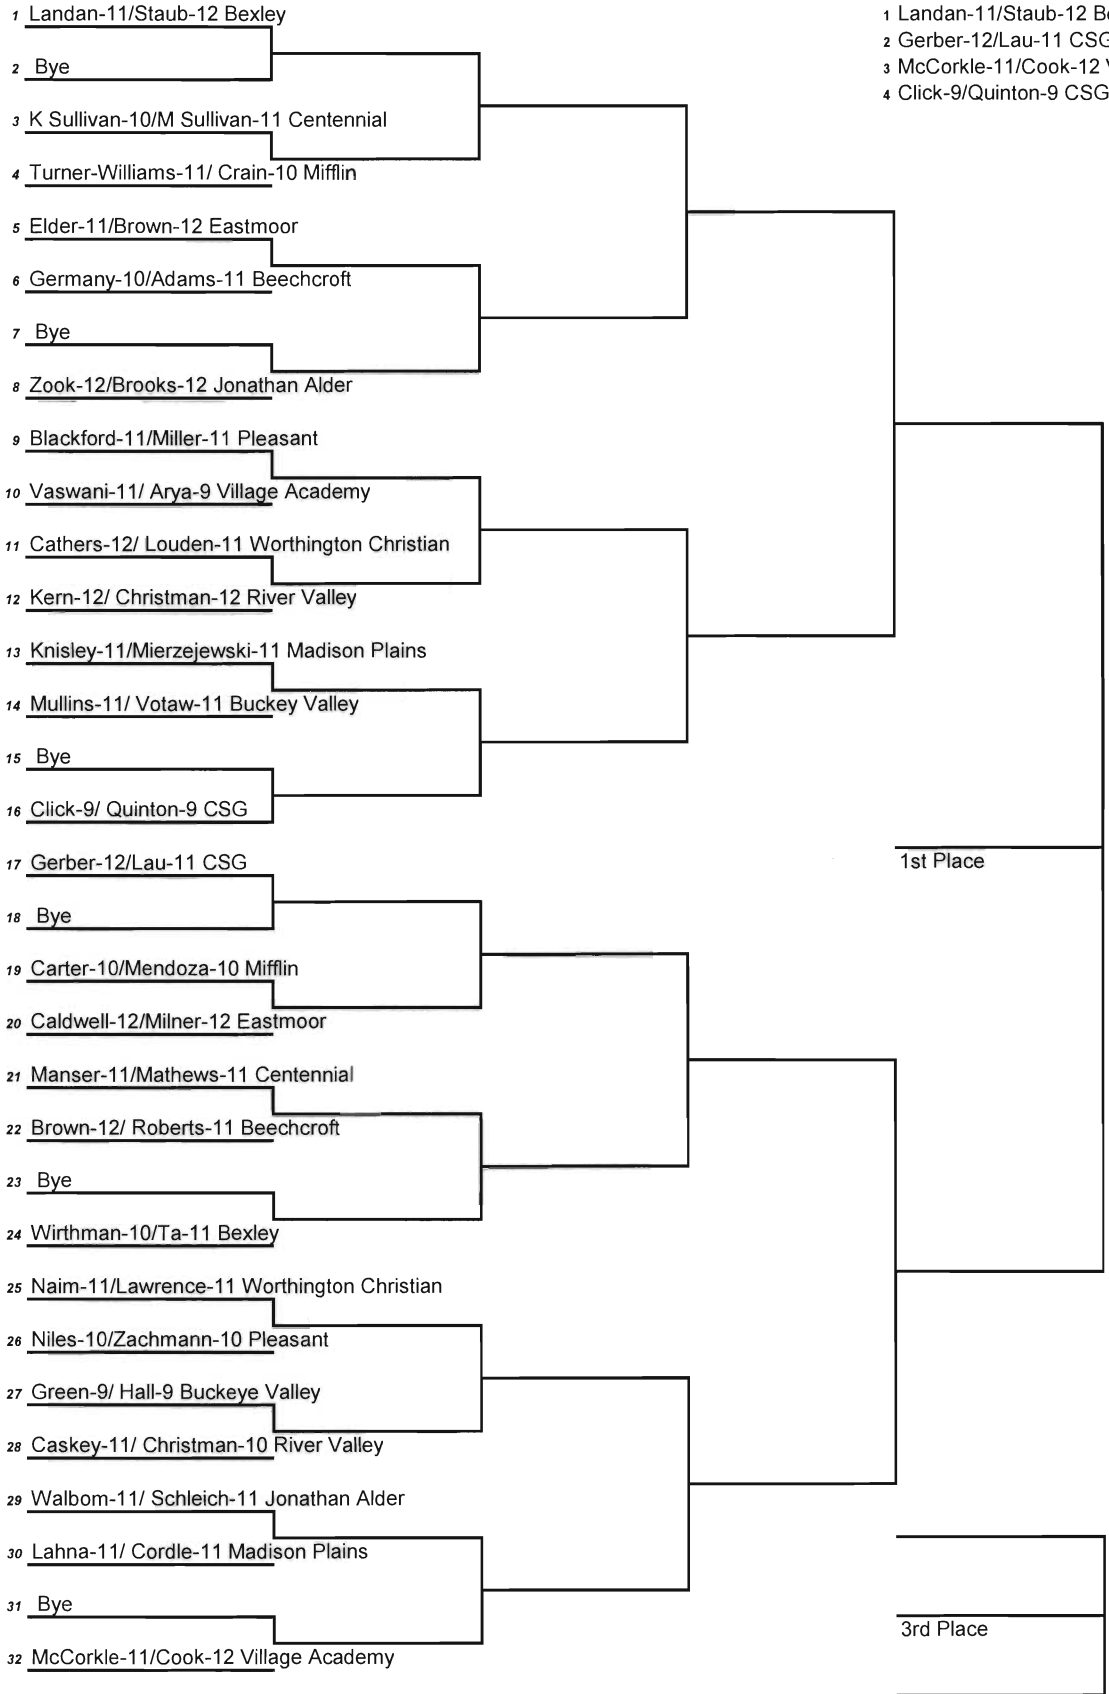 1 Landan-11/Staub-12 Bexley
2 Bye
3 K Sullivan-10/M Sullivan-11 Centennial
4 Turner-Williams-11/ Crain-10 Mifflin
5 Elder-11/Brown-12 Eastmoor
6 Germany-10/Adams-11 Beechcroft
7 Bye
8 Zook-12/Brooks-12 Jonathan Alder
9 Blackford-11/Miller-11 Pleasant
10 Vaswani-11/ Arya-9 Village Academy
11 Cathers-12/ Louden-11 Worthington Christian
12 Kern-12/ Christman-12 River Valley
13 Knisley-11/Mierzejewski-11 Madison Plains
14 Mullins-11/ Votaw-11 Buckey Valley
15 Bye
16 Click-9/ Quinton-9 CSG
17 Gerber-12/Lau-11 CSG
18 Bye
19 Carter-10/Mendoza-10 Mifflin
20 Caldwell-12/Milner-12 Eastmoor
21 Manser-11/Mathews-11 Centennial
22 Brown-12/ Roberts-11 Beechcroft
23 Bye
24 Wirthman-10/Ta-11 Bexley
25 Naim-11/Lawrence-11 Worthington Christian
26 Niles-10/Zachmann-10 Pleasant
27 Green-9/ Hall-9 Buckeye Valley
28 Caskey-11/ Christman-10 River Valley
29 Walbom-11/ Schleich-11 Jonathan Alder
30 Lahna-11/ Cordle-11 Madison Plains
31 Bye
32 McCorkle-11/Cook-12 Village Academy
1 Landan-11/Staub-12
2 Gerber-12/Lau-11 CSG
3 McCorkle-11/Cook-12
4 Click-9/Quinton-9 CSG
1st Place
3rd Place